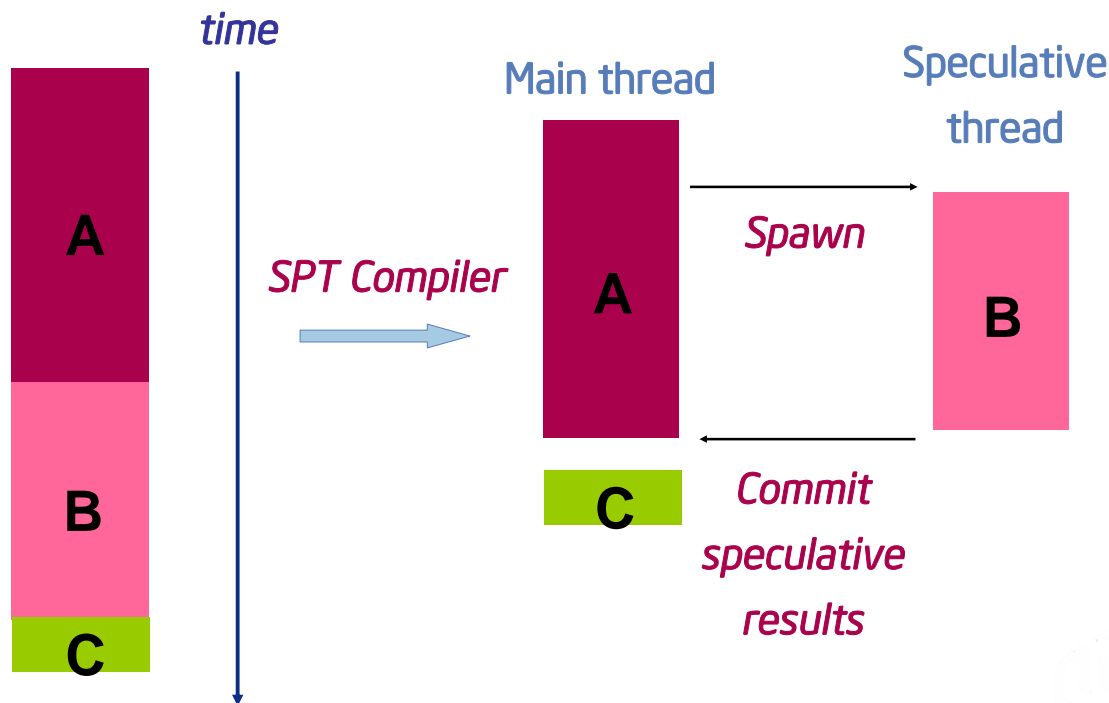 time
A
B
C
SPT Compiler
Main thread
A
C
Spawn
Commit
speculative
results
Speculative
thread
B